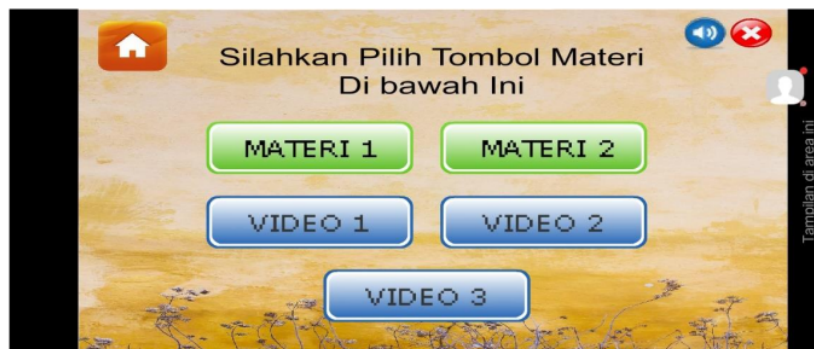 Silahkan Pilih Tombol Materi
Di bawah Ini
MATERI 1
MATERI 2
VIDEO 1
VIDEO 2
VIDEO 3
Tampilan di area ini